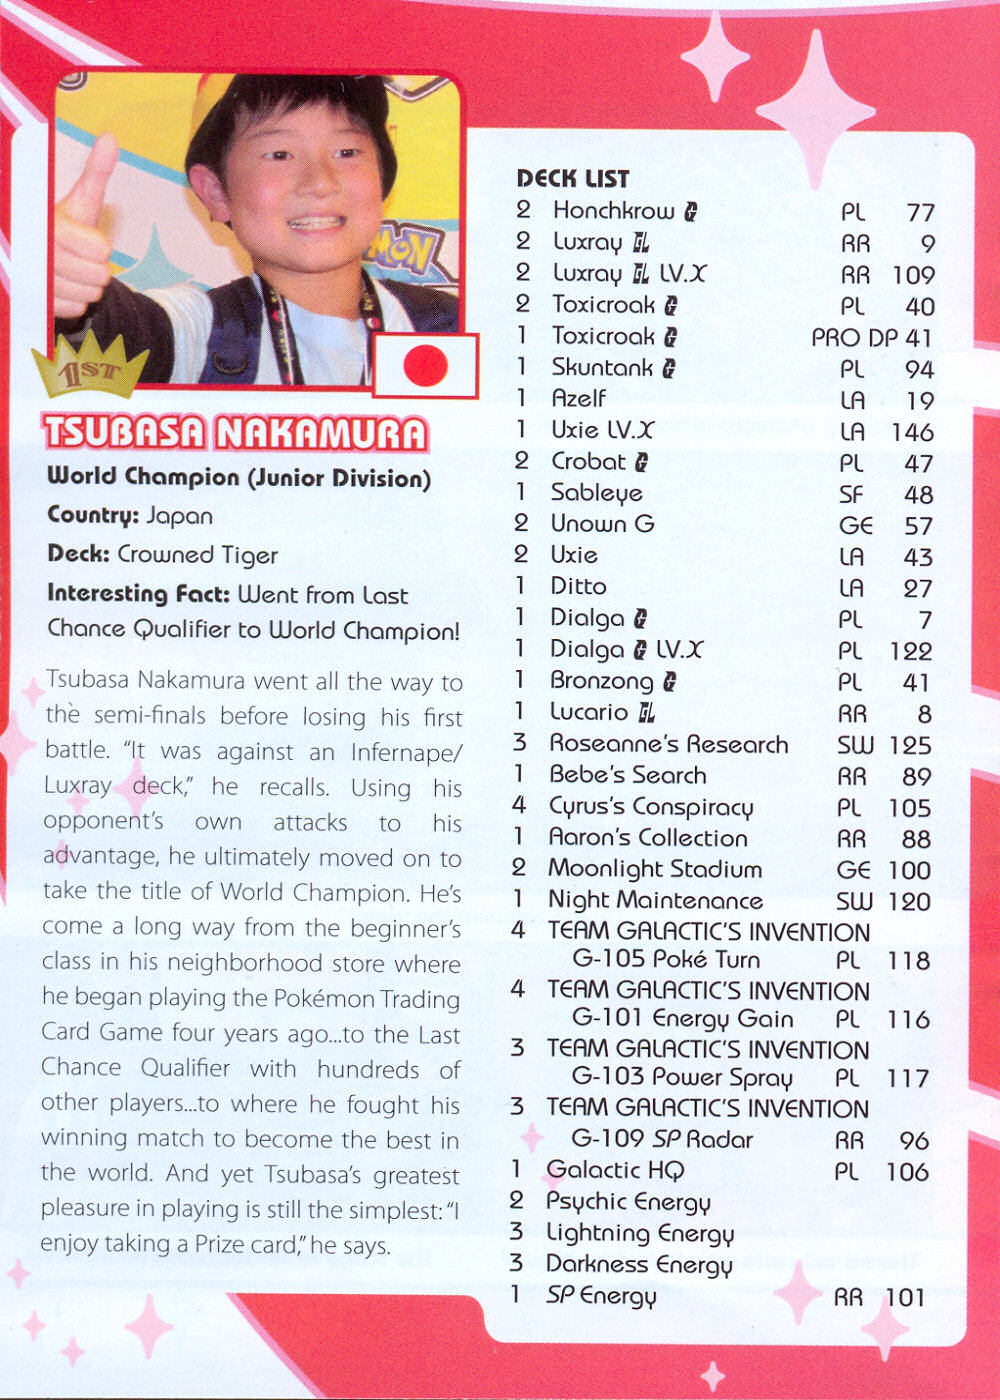 1ST
TSUBASA NAKAMURA
World Champion (Junior Division)
Country: Japan
Deck: Crowned Tiger
Interesting Fact: Went from Last
Chance Qualifier to World Champion!
Tsubasa Nakamura went all the way to
the semi-finals before losing his first
battle. "It was against an Infernape/
Luxray deck," he recalls. Using his
opponent's own attacks to his
advantage, he ultimately moved on to
take the title of World Champion. He's
come a long way from the beginner's
class in his neighborhood store where
he began playing the Pokémon Trading
Card Game four years ago...to the Last
Chance Qualifier with hundreds of
other players...to where he fought his
winning match to become the best in
the world. And yet Tsubasa's greatest
pleasure in playing is still the simplest: "I
enjoy taking a Prize card," he says.
DECK LIST
2 Honchkrow G PL 77
2 Luxray GL RR 9
2 Luxray GL LV.X RR 109
2 Toxicroak G PL 40
1 Toxicroak G PRO DP 41
1 Skuntank G PL 94
1 Azelf LA 19
1 Uxie LV.X LA 146
2 Crobat G PL 47
1 Sableye SF 48
2 Unown G GE 57
2 Uxie LA 43
1 Ditto LA 27
1 Dialga G PL 7
1 Dialga G LV.X PL 122
1 Bronzong G PL 41
1 Lucario GL RR 8
3 Roseanne's Research SW 125
1 Bebe's Search RR 89
4 Cyrus's Conspiracy PL 105
1 Aaron's Collection RR 88
2 Moonlight Stadium GE 100
1 Night Maintenance SW 120
4 TEAM GALACTIC'S INVENTION
G-105 Poké Turn PL 118
4 TEAM GALACTIC'S INVENTION
G-101 Energy Gain PL 116
3 TEAM GALACTIC'S INVENTION
G-103 Power Spray PL 117
3 TEAM GALACTIC'S INVENTION
G-109 SP Radar RR 96
1 Galactic HQ PL 106
2 Psychic Energy
3 Lightning Energy
3 Darkness Energy
1 SP Energy RR 101